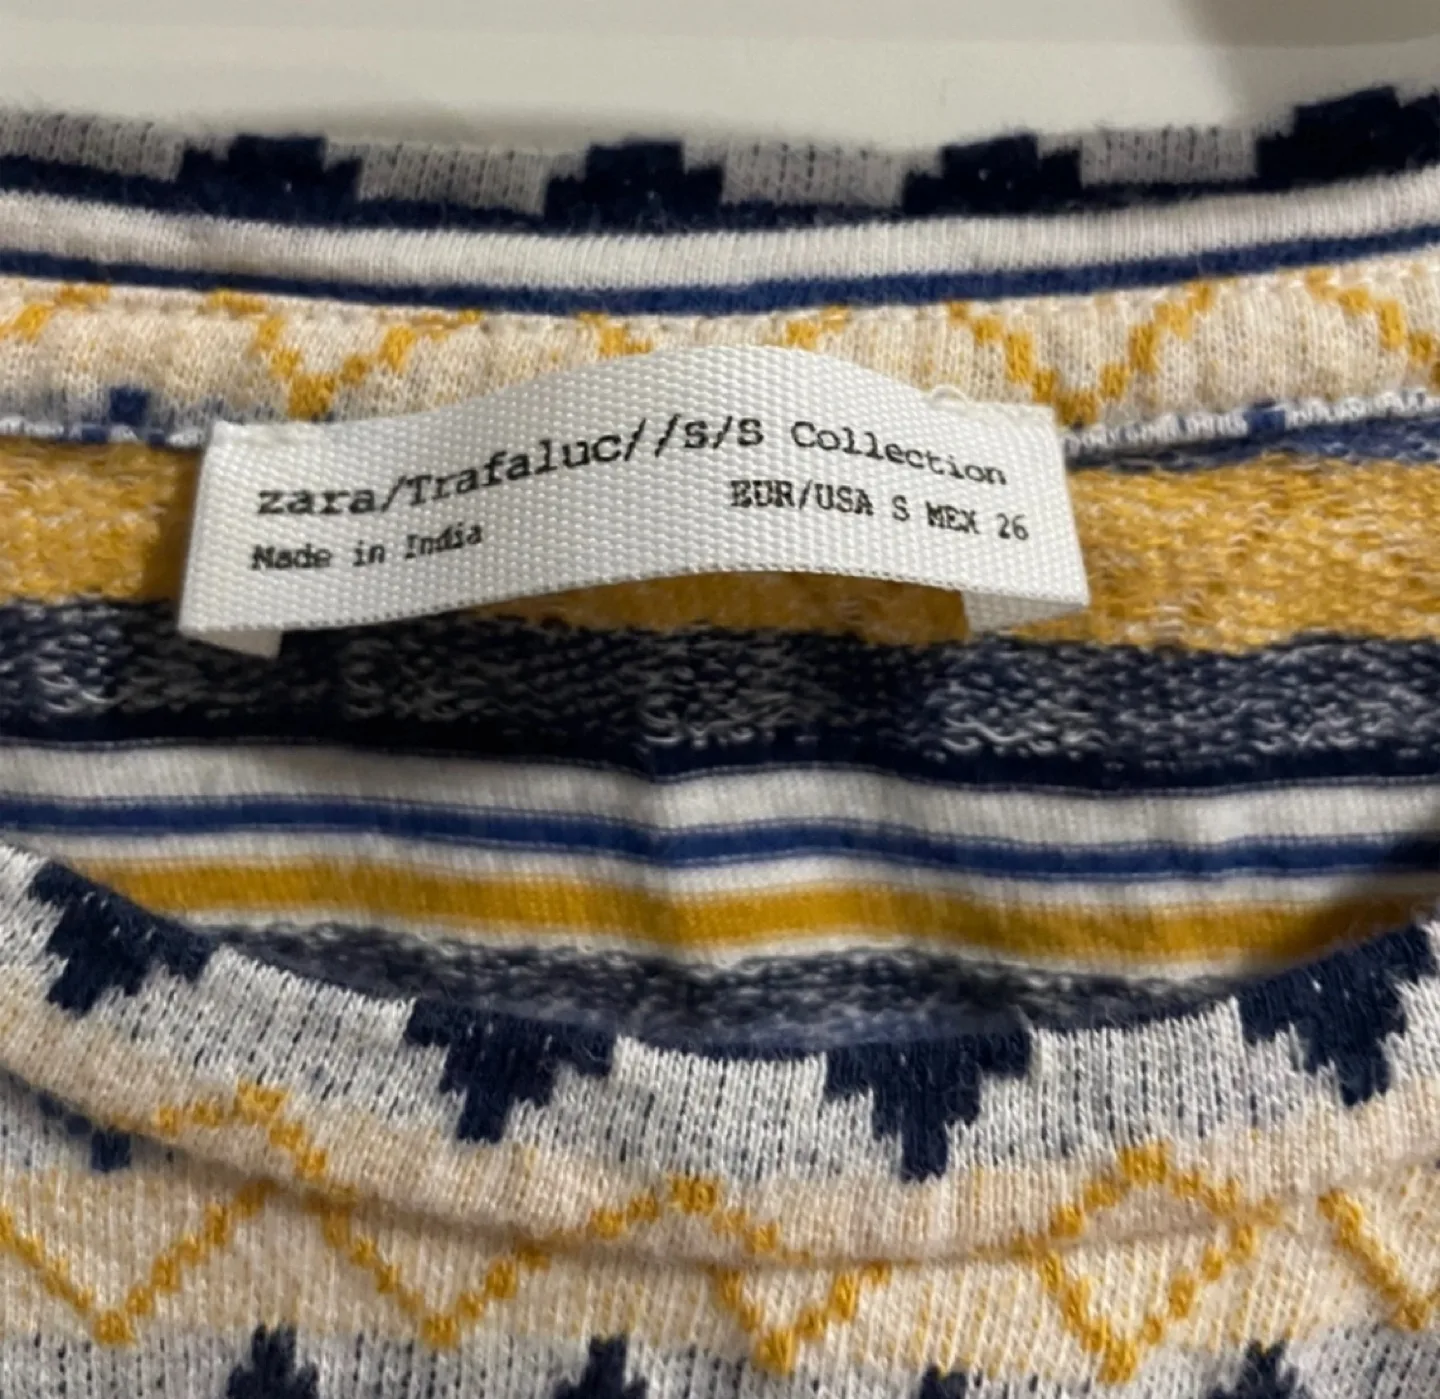 zara/Trafaluc//S/S Collection
EUR/USA S MEX 26
Made in India